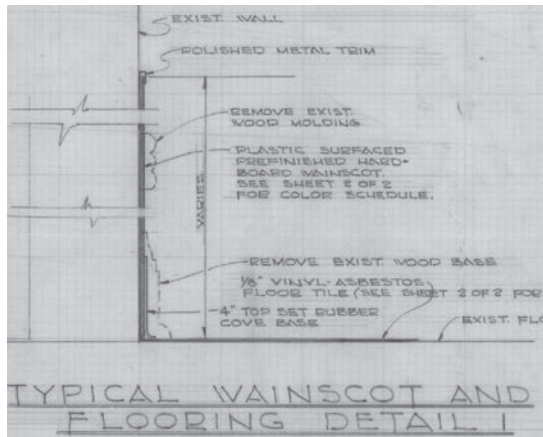 EXIST. WALL
POLISHED METAL TRIM
REMOVE EXIST.
WOOD MOLDING
PLASTIC SURFACED
PREFINISHED HARD-
BOARD WAINSCOT.
SEE SHEET 2 OF 2
FOR COLOR SCHEDULE.
VARIES
REMOVE EXIST WOOD BASE
1/8" VINYL-ASBESTOS
FLOOR TILE (SEE SHEET 2 OF 2 FOR
4" TOP SET RUBBER
COVE BASE
EXIST. FLO
TYPICAL WAINSCOT AND
FLOORING DETAIL 1